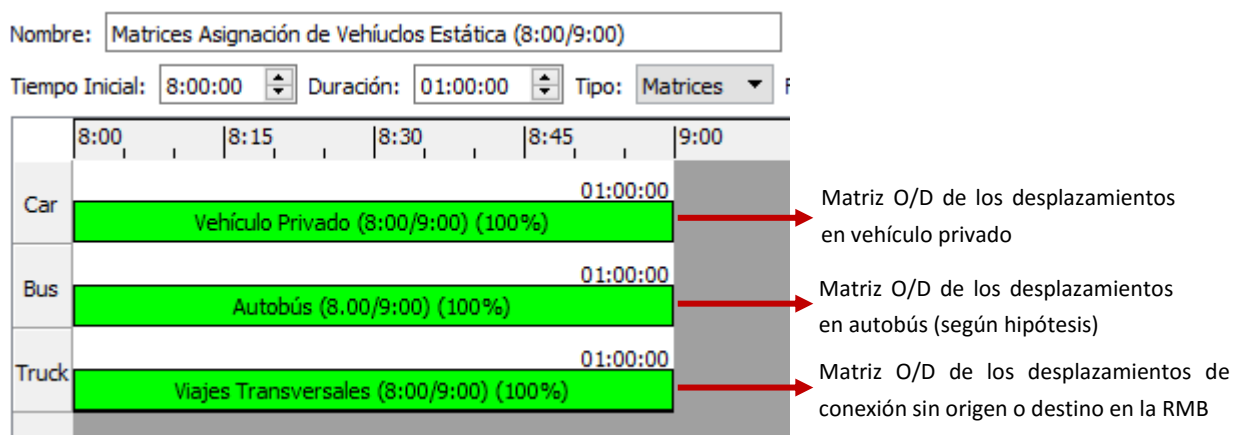 Nombre: Matrices Asignación de Vehíuclos Estática (8:00/9:00)
Tiempo Inicial: 8:00:00 Duración: 01:00:00 Tipo: Matrices
8:00 8:15 8:30 8:45 9:00
Car
01:00:00
Vehículo Privado (8:00/9:00) (100%)
Matriz O/D de los desplazamientos
en vehículo privado
Bus
01:00:00
Autobús (8.00/9:00) (100%)
Matriz O/D de los desplazamientos
en autobús (según hipótesis)
Truck
01:00:00
Viajes Transversales (8:00/9:00) (100%)
Matriz O/D de los desplazamientos de
conexión sin origen o destino en la RMB